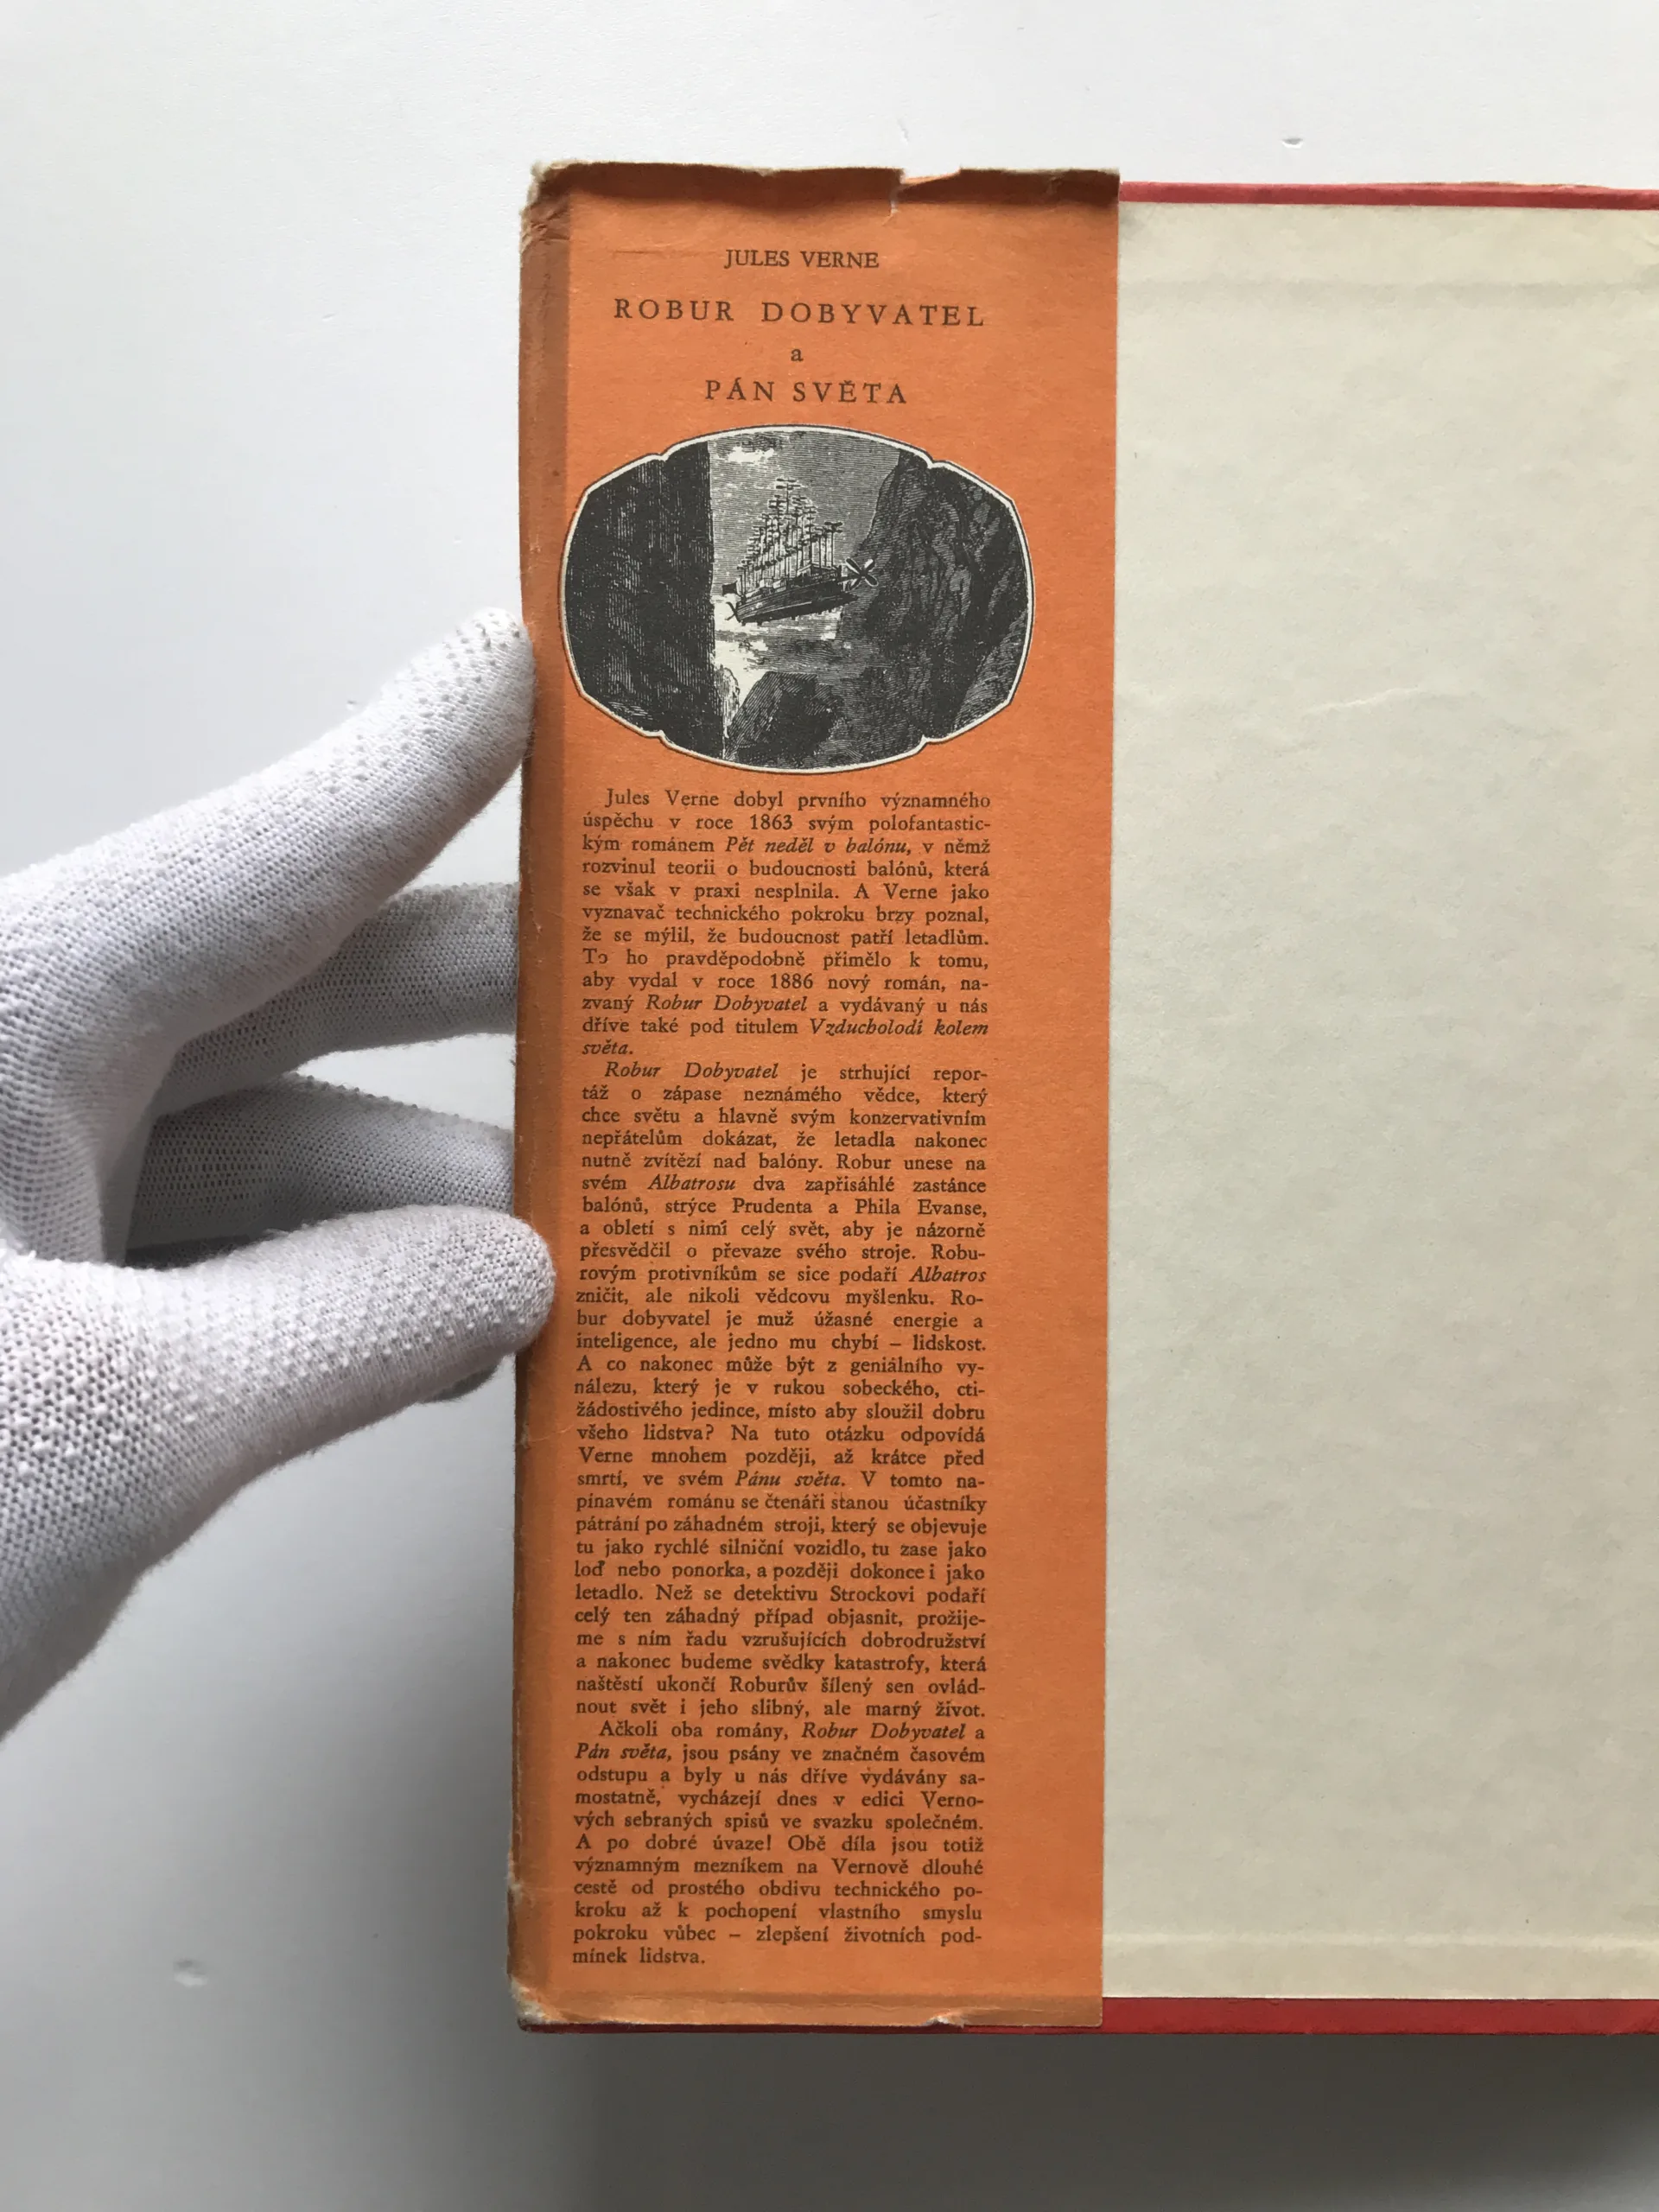 JULES VERNE
ROBUR DOBYVATEL
a
PÁN SVĚTA
Jules Verne dobyl prvního významného
úspěchu v roce 1863 svým polofantastic-
kým románem Pět neděl v balónu, v němž
rozvinul teorii o budoucnosti balónů, která
se však v praxi nesplnila. A Verne jako
vyznavač technického pokroku brzy poznal,
že se mýlil, že budoucnost patří letadlům.
To ho pravděpodobně přimělo k tomu,
aby vydal v roce 1886 nový román, na-
zvaný Robur Dobyvatel a vydávaný u nás
dříve také pod titulem Vzducholodí kolem
světa.
Robur Dobyvatel je strhující repor-
táž o zápase neznámého vědce, který
chce světu a hlavně svým konzervativním
nepřátelům dokázat, že letadla nakonec
nutně zvítězí nad balóny. Robur unese na
svém Albatrosu dva zapřisáhlé zastánce
balónů, strýce Prudenta a Phila Evanse,
a obletí s nimi celý svět, aby je názorně
přesvědčil o převaze svého stroje. Robu-
rovým protivníkům se sice podaří Albatros
zničit, ale nikoli vědcovu myšlenku. Ro-
bur dobyvatel je muž úžasné energie a
inteligence, ale jedno mu chybí – lidskost.
A co nakonec může být z geniálního vy-
nálezu, který je v rukou sobeckého, cti-
žádostivého jedince, místo aby sloužil dobru
všeho lidstva? Na tuto otázku odpovídá
Verne mnohem později, až krátce před
smrtí, ve svém Pánu světa. V tomto na-
pínavém románu se čtenáři stanou účastníky
pátrání po záhadném stroji, který se objevuje
tu jako rychlé silniční vozidlo, tu zase jako
loď nebo ponorka, a později dokonce i jako
letadlo. Než se detektivu Strockovi podaří
celý ten záhadný případ objasnit, prožije-
me s ním řadu vzrušujících dobrodružství
a nakonec budeme svědky katastrofy, která
naštěstí ukončí Roburův šílený sen ovlád-
nout svět i jeho slibný, ale marný život.
Ačkoli oba romány, Robur Dobyvatel a
Pán světa, jsou psány ve značném časovém
odstupu a byly u nás dříve vydávány sa-
mostatně, vycházejí dnes v edici Verno-
vých sebraných spisů ve svazku společném.
A po dobré úvaze! Obě díla jsou totiž
významným mezníkem na Vernově dlouhé
cestě od prostého obdivu technického po-
kroku až k pochopení vlastního smyslu
pokroku vůbec – zlepšení životních pod-
mínek lidstva.